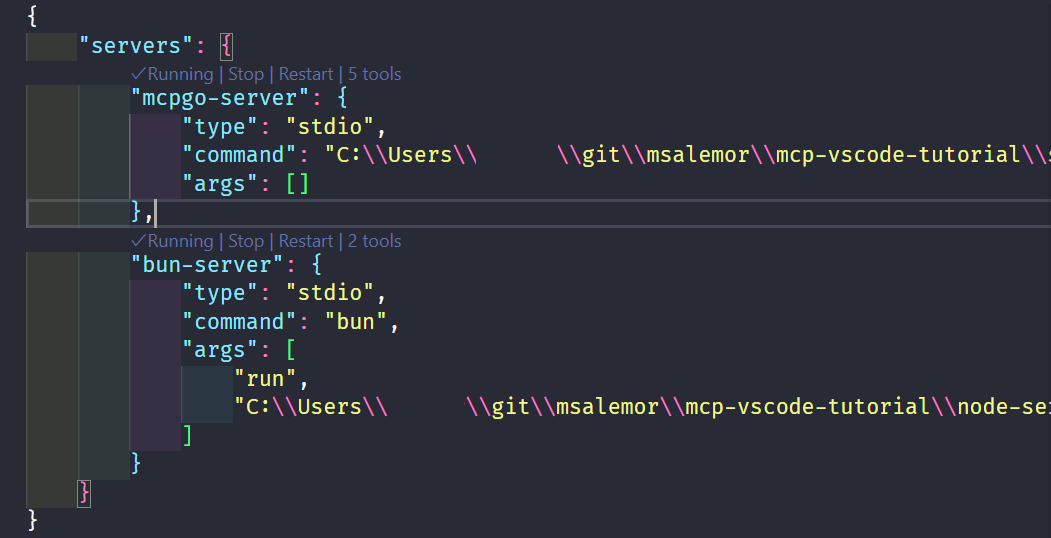 {
"servers": {
✓Running | Stop | Restart | 5 tools
"mcpgo-server": {
"type": "stdio",
"command": "C:\\Users\\ \\git\\msalemor\\mcp-vscode-tutorial\\
"args": []
},
✓Running | Stop | Restart | 2 tools
"bun-server": {
"type": "stdio",
"command": "bun",
"args": [
"run",
"C:\\Users\\ \\git\\msalemor\\mcp-vscode-tutorial\\node-se
]
}
}
}